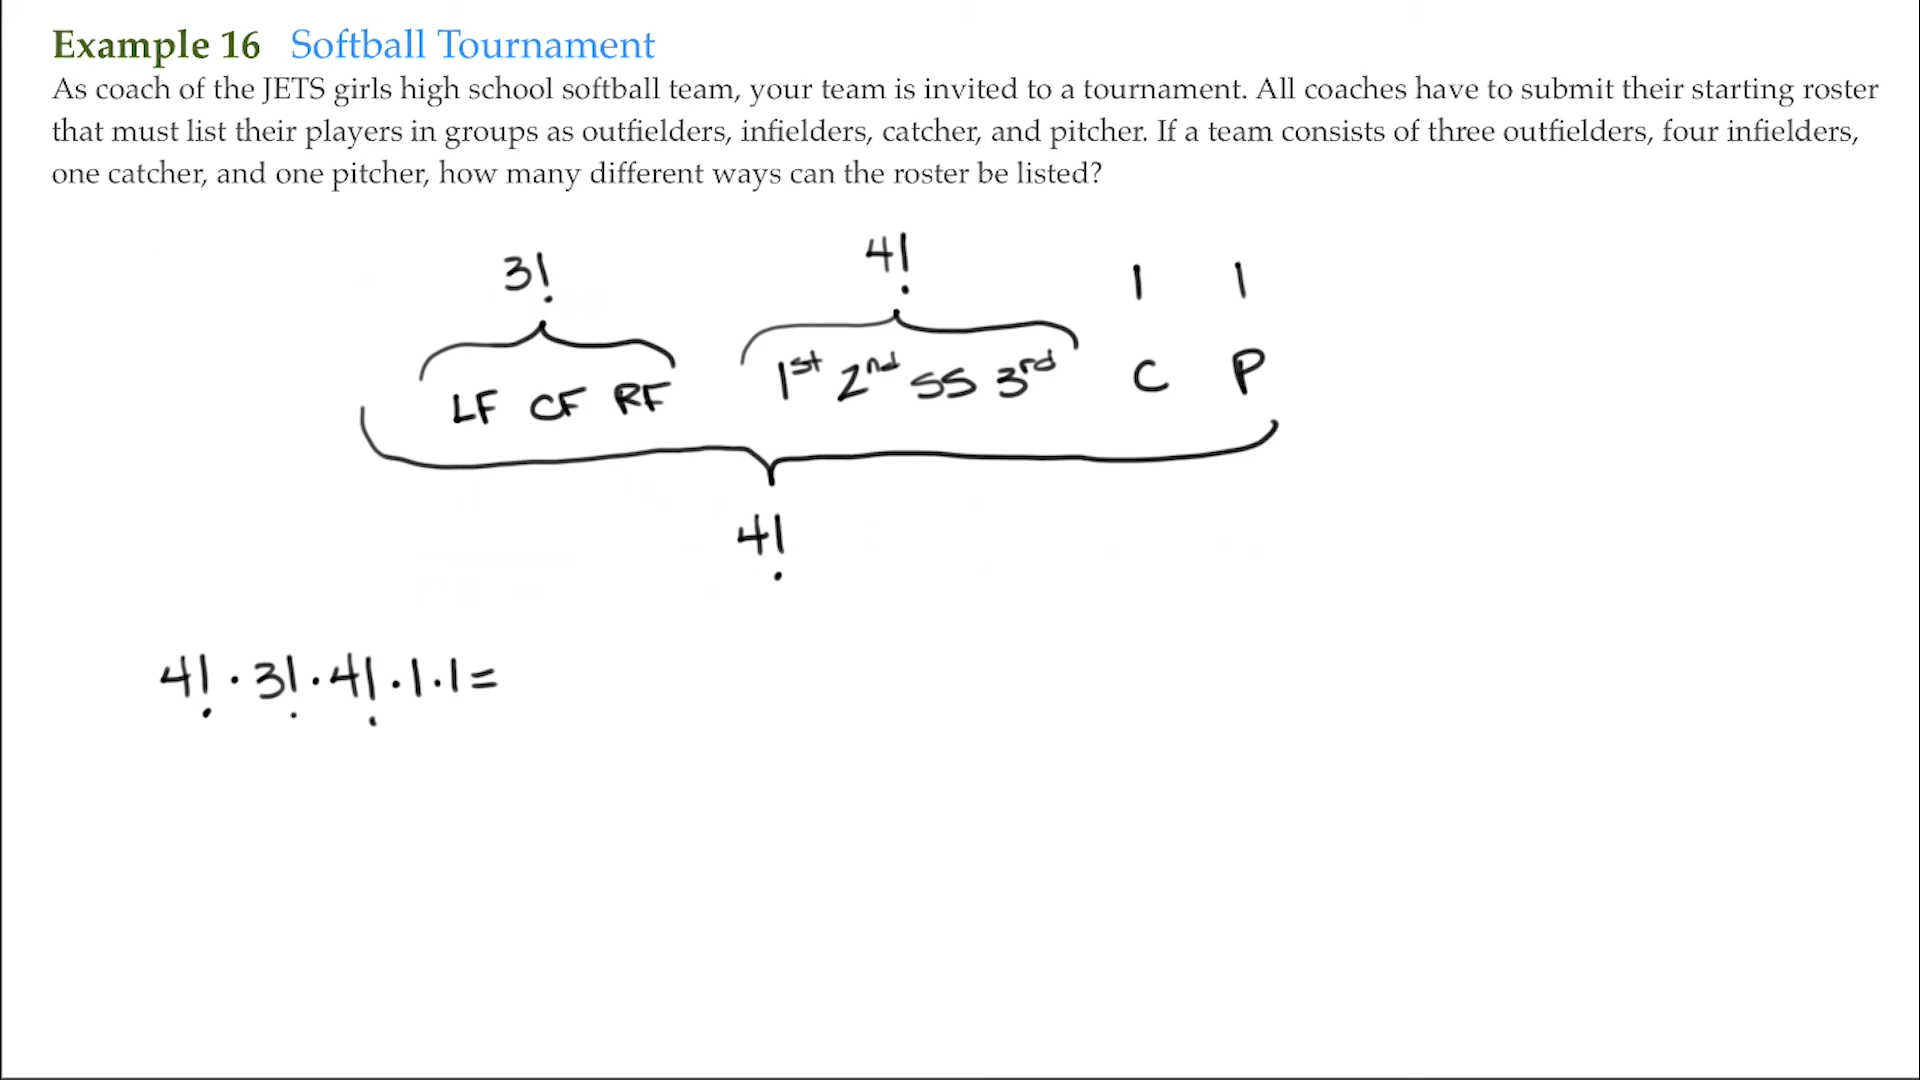 Example 16 Softball Tournament
As coach of the JETS girls high school softball team, your team is invited to a tournament. All coaches have to submit their starting roster
that must list their players in groups as outfielders, infielders, catcher, and pitcher. If a team consists of three outfielders, four infielders,
one catcher, and one pitcher, how many different ways can the roster be listed?
3! 4! 1 1
LF CF RF 1st 2nd SS 3rd C P
4!
4! · 3! · 4! · 1 · 1 =